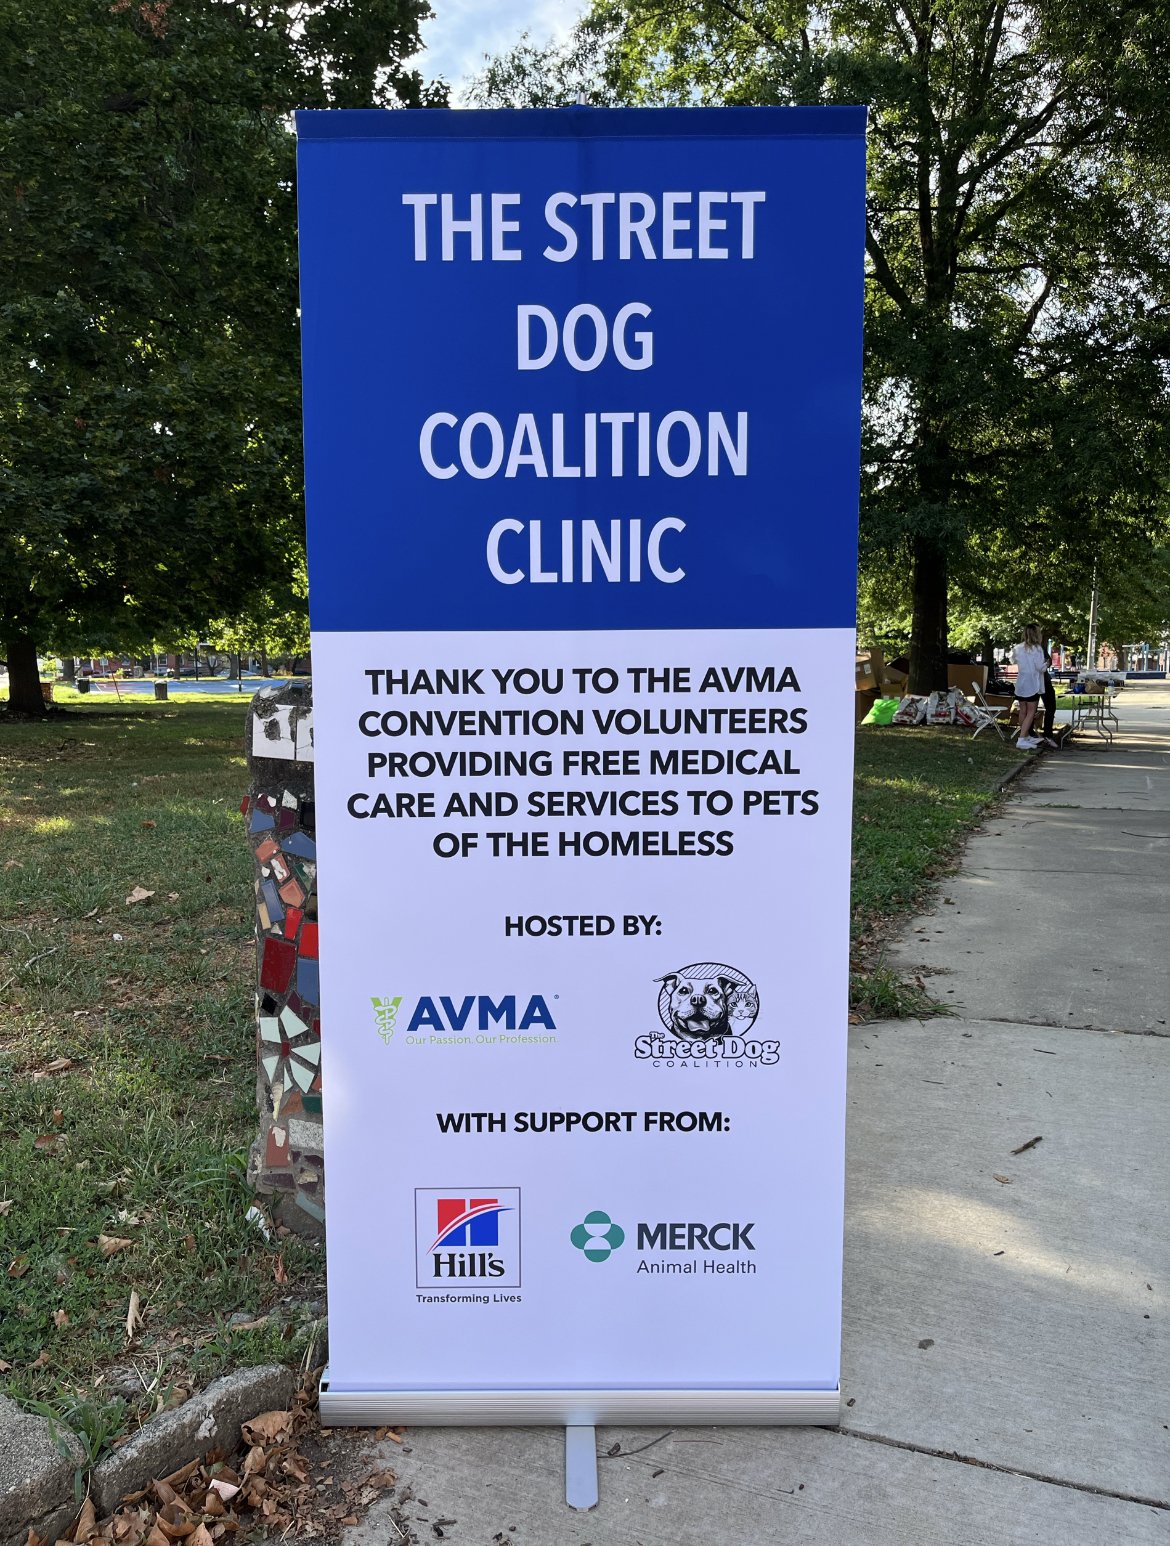 THE STREET
DOG
COALITION
CLINIC
THANK YOU TO THE AVMA
CONVENTION VOLUNTEERS
PROVIDING FREE MEDICAL
CARE AND SERVICES TO PETS
OF THE HOMELESS
HOSTED BY:
AVMA®
Our Passion. Our Profession.
The
Street Dog
COALITION
WITH SUPPORT FROM:
Hill's
Transforming Lives
MERCK
Animal Health